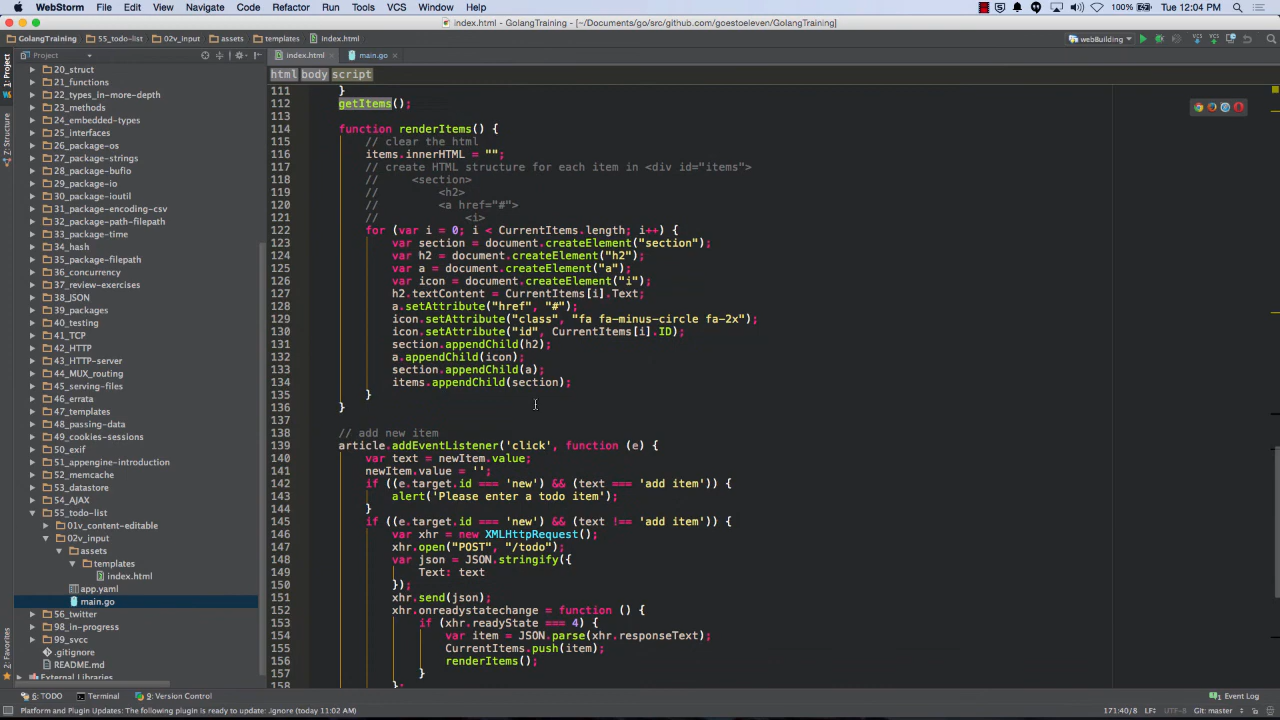 WebStorm File Edit View Navigate Code Refactor Run Tools VCS Window Help 100% Tue 12:04 PM
index.html - GolangTraining - [~/Documents/go/src/github.com/goestoeleven/GolangTraining]
GolangTraining 55_todo-list 02v_input assets templates index.html webBuilding
Project
index.html main.go
html body script
1: Project
Z: Structure
2: Favorites
20_struct
21_functions
22_types_in-more-depth
23_methods
24_embedded-types
25_interfaces
26_package-os
27_package-strings
28_package-bufio
29_package-io
30_package-ioutil
31_package-encoding-csv
32_package-path-filepath
33_package-time
34_hash
35_package-filepath
36_concurrency
37_review-exercises
38_JSON
39_packages
40_testing
41_TCP
42_HTTP
43_HTTP-server
44_MUX_routing
45_serving-files
46_errata
47_templates
48_passing-data
49_cookies-sessions
50_exif
51_appengine-introduction
52_memcache
53_datastore
54_AJAX
55_todo-list
01v_content-editable
02v_input
assets
templates
index.html
app.yaml
main.go
56_twitter
98_in-progress
99_svcc
.gitignore
README.md
External Libraries
111 }
112 getItems();
113
114 function renderItems() {
115 // clear the html
116 items.innerHTML = "";
117 // create HTML structure for each item in <div id="items">
118 // <section>
119 // <h2>
120 // <a href="#">
121 // <i>
122 for (var i = 0; i < CurrentItems.length; i++) {
123 var section = document.createElement("section");
124 var h2 = document.createElement("h2");
125 var a = document.createElement("a");
126 var icon = document.createElement("i");
127 h2.textContent = CurrentItems[i].Text;
128 a.setAttribute("href", "#");
129 icon.setAttribute("class", "fa fa-minus-circle fa-2x");
130 icon.setAttribute("id", CurrentItems[i].ID);
131 section.appendChild(h2);
132 a.appendChild(icon);
133 section.appendChild(a);
134 items.appendChild(section);
135 }
136 }
137
138 // add new item
139 article.addEventListener('click', function (e) {
140 var text = newItem.value;
141 newItem.value = '';
142 if ((e.target.id === 'new') && (text === 'add item')) {
143 alert('Please enter a todo item');
144 }
145 if ((e.target.id === 'new') && (text !== 'add item')) {
146 var xhr = new XMLHttpRequest();
147 xhr.open("POST", "/todo");
148 var json = JSON.stringify({
149 Text: text
150 });
151 xhr.send(json);
152 xhr.onreadystatechange = function () {
153 if (xhr.readyState === 4) {
154 var item = JSON.parse(xhr.responseText);
155 CurrentItems.push(item);
156 renderItems();
157 }
158 };
6: TODO Terminal 9: Version Control Event Log
Platform and Plugin Updates: The following plugin is ready to update: .ignore (today 11:02 AM) 171:40/8 LF÷ UTF-8 Git: master